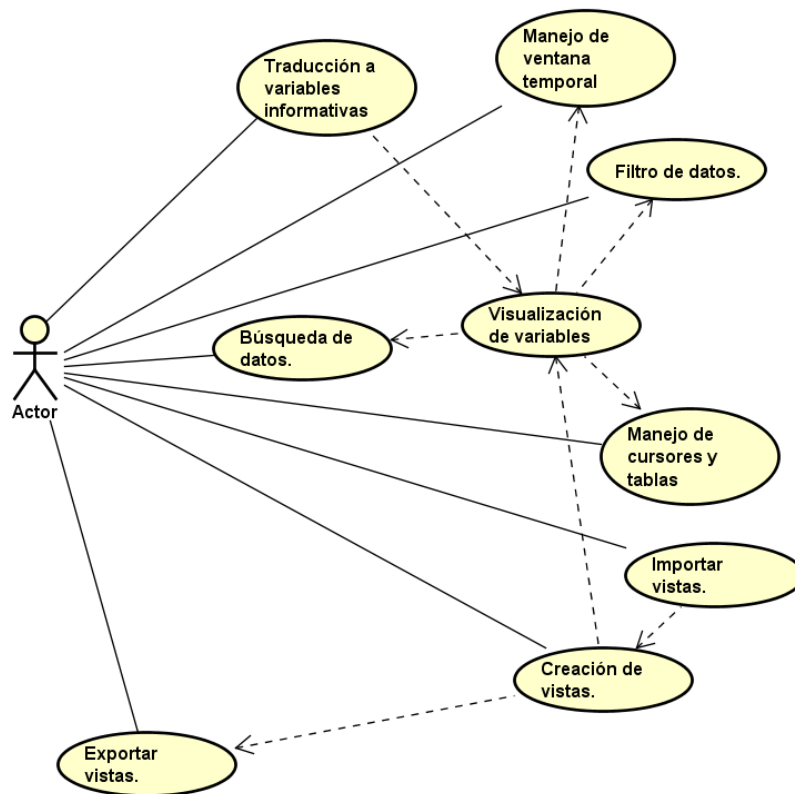 Manejo de
ventana
temporal
Traducción a
variables
informativas
Filtro de datos.
Visualización
de variables
Búsqueda de
datos.
Actor
Manejo de
cursores y
tablas
Importar
vistas.
Creación de
vistas.
Exportar
vistas.